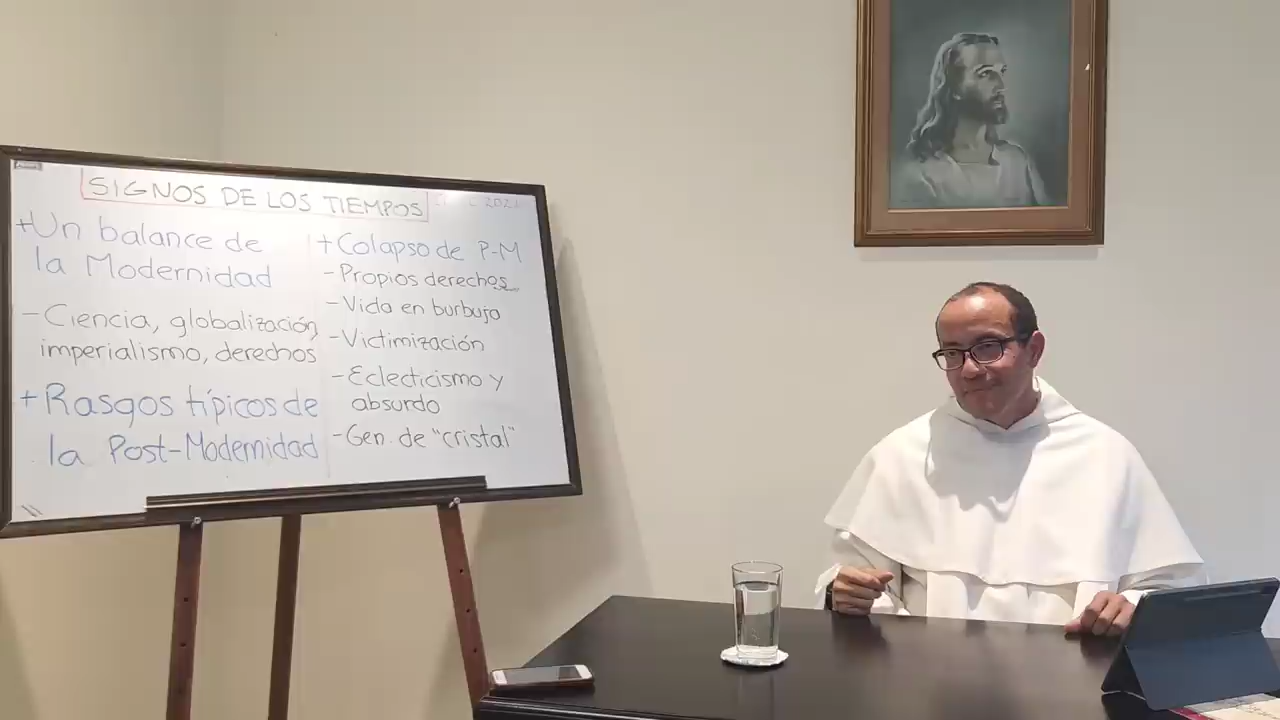 SIGNOS DE LOS TIEMPOS
+Un balance de
la Modernidad
- Ciencia, globalización,
imperialismo, derechos
+ Rasgos típicos de
la Post-Modernidad
+ Colapso de P-M
- Propios derechos...
- Vida en burbuja
- Victimización
- Eclecticismo y
absurdo
- Gen. de "cristal"